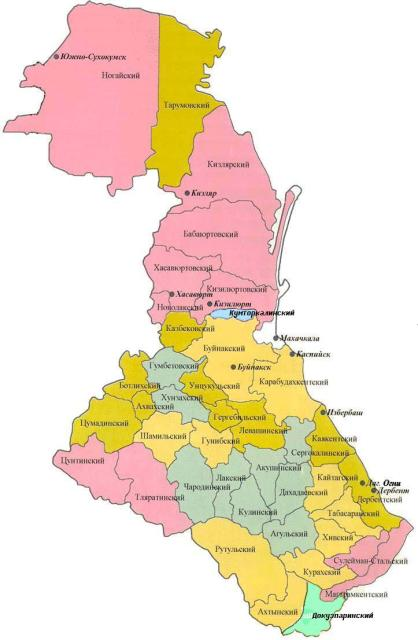 Южно-Сухокумск
Ногайский
Тарумовский
Кизлярский
Кизляр
Бабаюртовский
Хасавюртовский
Кизилюртовский
Хасавюрт
Новолакский
Кизилюрт
Кумторкалинский
Казбековский
Махачкала
Буйнакский
Каспийск
Гумбетовский
Буйнакск
Карабудахкентский
Ботлихский
Унцукульский
Хунзахский
Ахвахский
Гергебильский
Избербаш
Цумадинский
Левашинский
Шамильский
Гунибский
Каякентский
Сергокалинский
Цунтинский
Акушинский
Лакский
Кайтагский
Даг. Огни
Чародинский
Дахадаевский
Дербент
Дербентский
Тляратинский
Кулинский
Табасаранский
Агульский
Хивский
Рутульский
Сулейман-Стальский
Курахский
Магарамкентский
Ахтынский
Докузпаринский